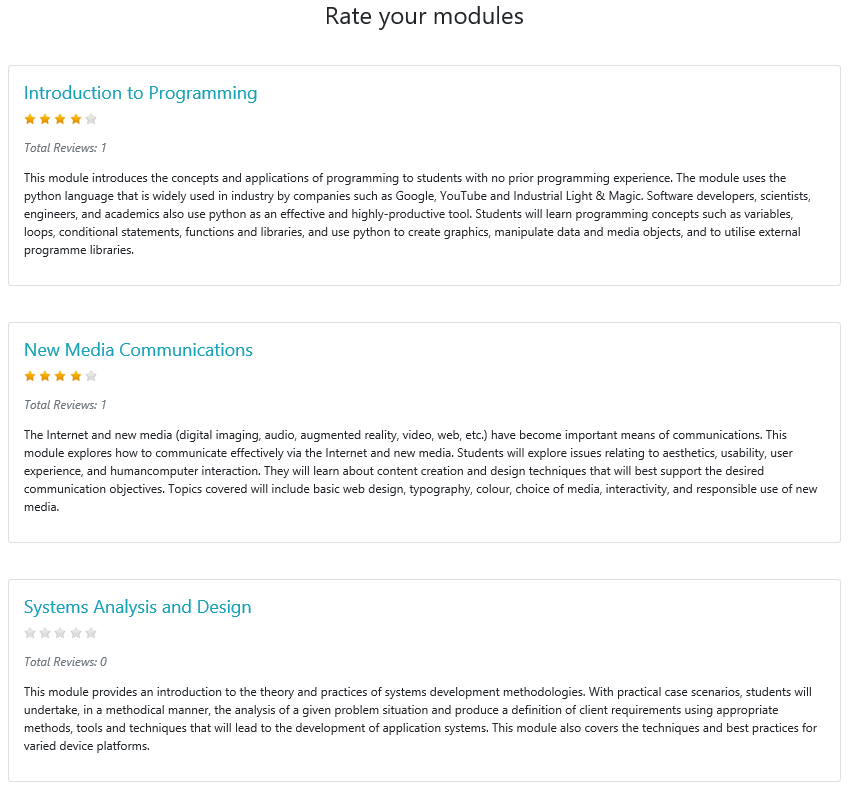 Rate your modules
Introduction to Programming
Total Reviews: 1
This module introduces the concepts and applications of programming to students with no prior programming experience. The module uses the
python language that is widely used in industry by companies such as Google, YouTube and Industrial Light & Magic. Software developers, scientists,
engineers, and academics also use python as an effective and highly-productive tool. Students will learn programming concepts such as variables,
loops, conditional statements, functions and libraries, and use python to create graphics, manipulate data and media objects, and to utilise external
programme libraries.
New Media Communications
Total Reviews: 1
The Internet and new media (digital imaging, audio, augmented reality, video, web, etc.) have become important means of communications. This
module explores how to communicate effectively via the Internet and new media. Students will explore issues relating to aesthetics, usability, user
experience, and humancomputer interaction. They will learn about content creation and design techniques that will best support the desired
communication objectives. Topics covered will include basic web design, typography, colour, choice of media, interactivity, and responsible use of new
media.
Systems Analysis and Design
Total Reviews: 0
This module provides an introduction to the theory and practices of systems development methodologies. With practical case scenarios, students will
undertake, in a methodical manner, the analysis of a given problem situation and produce a definition of client requirements using appropriate
methods, tools and techniques that will lead to the development of application systems. This module also covers the techniques and best practices for
varied device platforms.